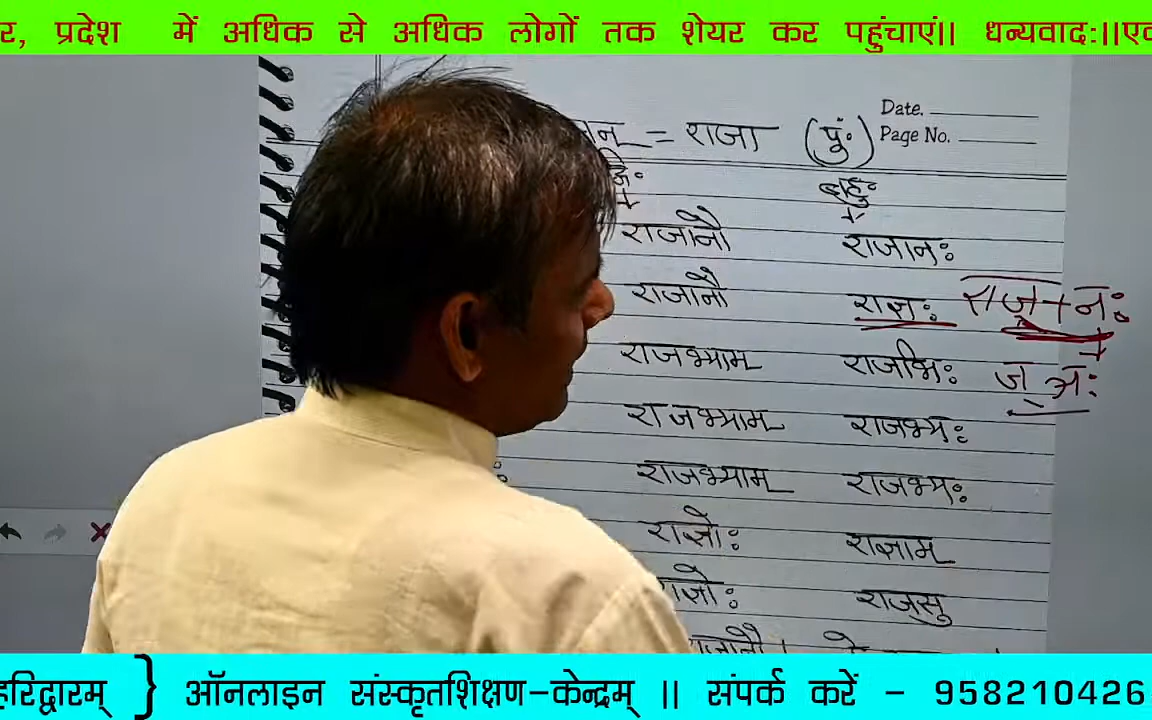 र, प्रदेश में अधिक से अधिक लोगों तक शेयर कर पहुंचाएं॥ धन्यवादः॥एव
Date.
Page No.
= राजा (पुं॰)
बहुः
राजानौ राजानः
राजानौ राज्ञः राज् + नः
राजभ्याम् राजभिः ज् ञः
राजभ्याम् राजभ्यः
राजभ्याम् राजभ्यः
राज्ञोः राज्ञाम्
राज्ञोः राजसु
हरिद्वारम् } ऑनलाइन संस्कृतशिक्षण-केन्द्रम् ॥ संपर्क करें - 958210426